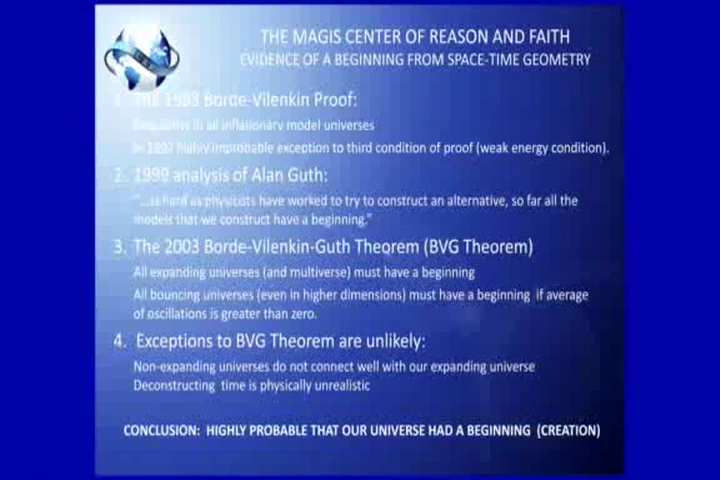 THE MAGIS CENTER OF REASON AND FAITH
EVIDENCE OF A BEGINNING FROM SPACE-TIME GEOMETRY
Borde-Vilenkin Proof:
in all inflationary model universes
In highly improbable exception to third condition of proof (weak energy condition).
2. 1999 analysis of Alan Guth:
hard as physicists have worked to try to construct an alternative, so far all the
models that we construct have a beginning."
3. The 2003 Borde-Vilenkin-Guth Theorem (BVG Theorem)
All expanding universes (and multiverse) must have a beginning
All bouncing universes (even in higher dimensions) must have a beginning if average
of oscillations is greater than zero.
4. Exceptions to BVG Theorem are unlikely:
Non-expanding universes do not connect well with our expanding universe
Deconstructing time is physically unrealistic
CONCLUSION: HIGHLY PROBABLE THAT OUR UNIVERSE HAD A BEGINNING (CREATION)